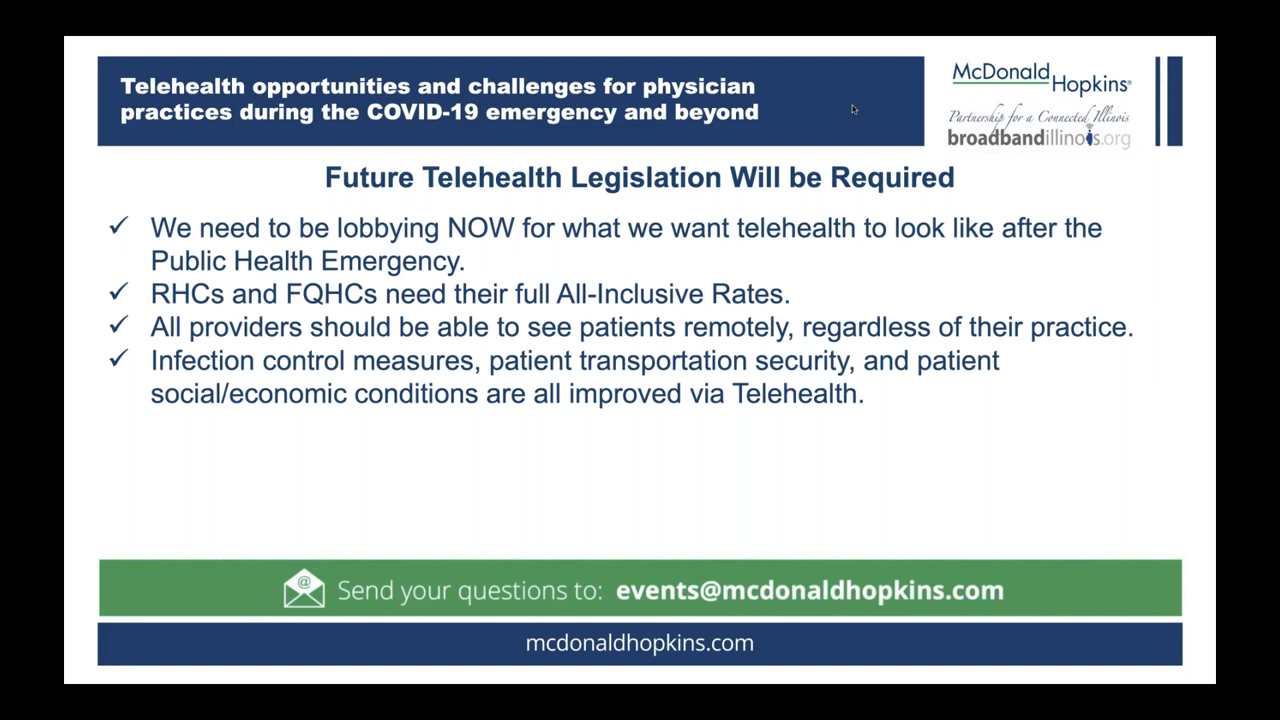 Telehealth opportunities and challenges for physician
practices during the COVID-19 emergency and beyond
McDonald
Hopkins®
Partnership for a Connected Illinois
broadbandillinois.org
Future Telehealth Legislation Will be Required
✓ We need to be lobbying NOW for what we want telehealth to look like after the
Public Health Emergency.
✓ RHCs and FQHCs need their full All-Inclusive Rates.
✓ All providers should be able to see patients remotely, regardless of their practice.
✓ Infection control measures, patient transportation security, and patient
social/economic conditions are all improved via Telehealth.
@ Send your questions to: events@mcdonaldhopkins.com
mcdonaldhopkins.com